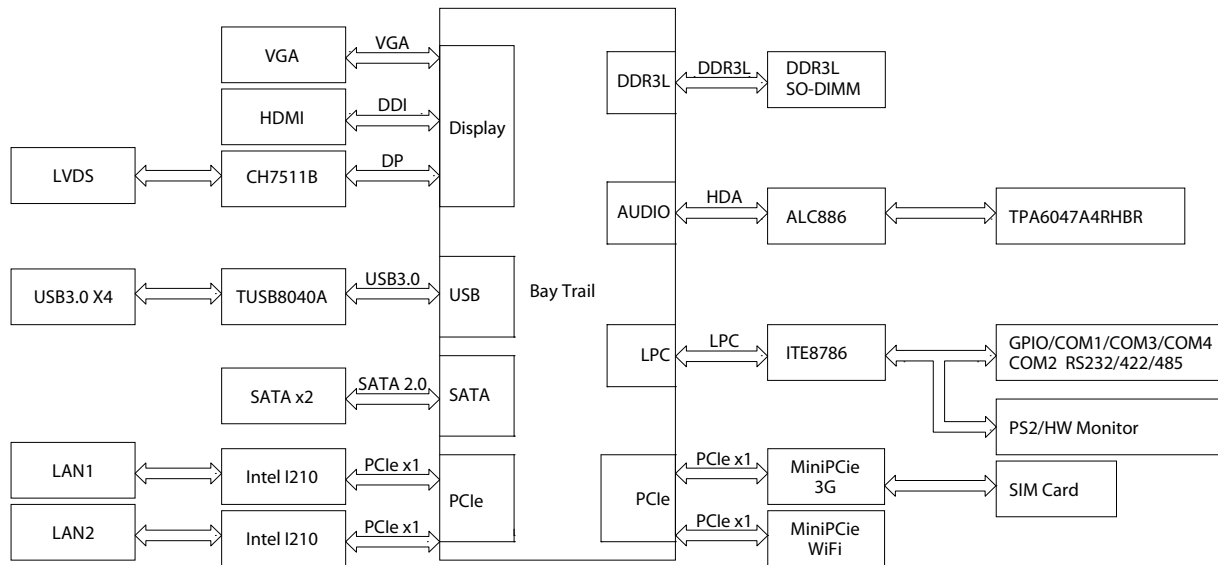 VGA
VGA
HDMI
DDI
Display
LVDS
CH7511B
DP
USB3.0 X4
TUSB8040A
USB3.0
USB
Bay Trail
SATA x2
SATA 2.0
SATA
LAN1
Intel I210
PCIe x1
PCIe
LAN2
Intel I210
PCIe x1
DDR3L
DDR3L
DDR3L
SO-DIMM
AUDIO
HDA
ALC886
TPA6047A4RHBR
LPC
LPC
ITE8786
GPIO/COM1/COM3/COM4
COM2 RS232/422/485
PS2/HW Monitor
PCIe
PCIe x1
MiniPCie
3G
SIM Card
PCIe x1
MiniPCie
WiFi